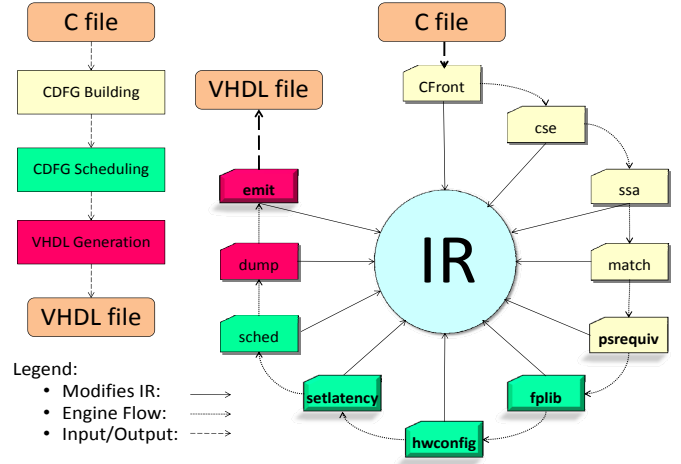 C file
CDFG Building
CDFG Scheduling
VHDL Generation
VHDL file
C file
CFront
cse
ssa
match
psrequiv
fplib
hwconfig
setlatency
sched
dump
emit
VHDL file
IR
Legend:
• Modifies IR:
• Engine Flow:
• Input/Output: